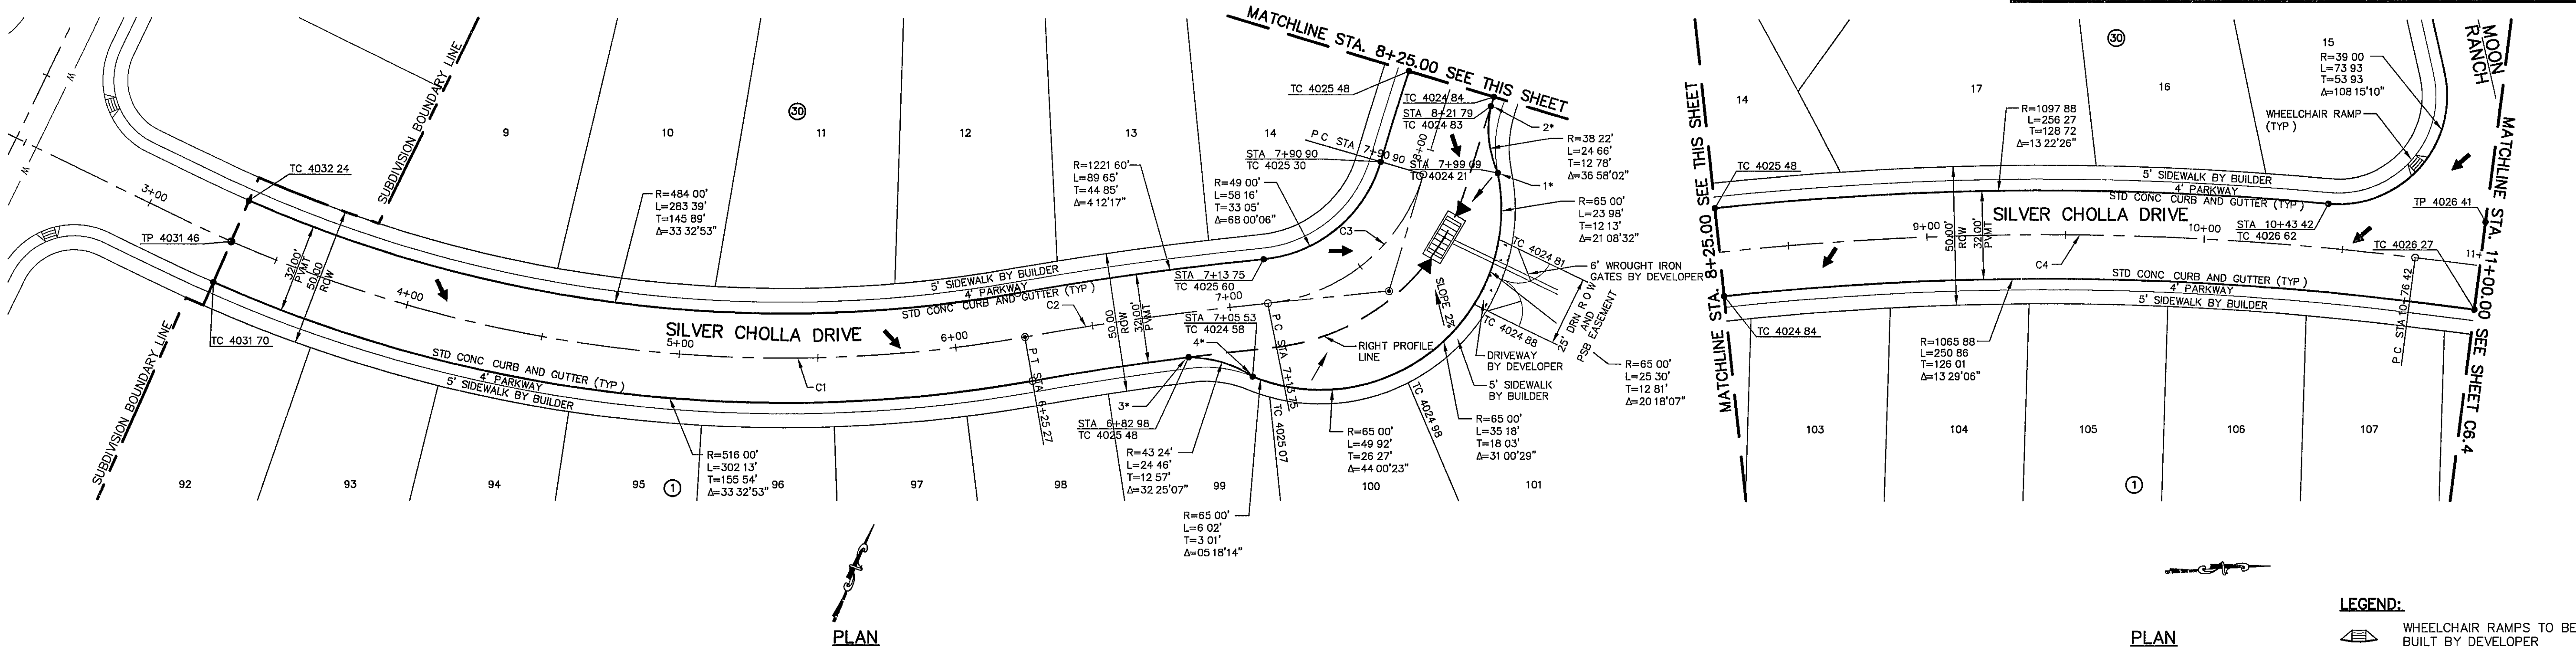 MATCHLINE STA. 8+25.00 SEE THIS SHEET
SUBDIVISION BOUNDARY LINE
W
W
3+00
TC 4032 24
TP 4031 46
TC 4031 70
SUBDIVISION BOUNDARY LINE
32.00'
PVMT
50.00
ROW
4+00
9
10
11
12
13
14
30
R=484 00'
L=283 39'
T=145 89'
Δ=33 32'53"
R=1221 60'
L=89 65'
T=44 85'
Δ=4 12'17"
R=49 00'
L=58 16'
T=33 05'
Δ=68 00'06"
TC 4025 48
P C STA 7+90 90
STA 7+90 90
TC 4025 30
8+00
TC 4024 84
STA 8+21 79
TC 4024 83
2*
STA 7+99 09
TC 4024 21
1*
R=38 22'
L=24 66'
T=12 78'
Δ=36 58'02"
R=65 00'
L=23 98'
T=12 13'
Δ=21 08'32"
TC 4024 81
6' WROUGHT IRON
GATES BY DEVELOPER
SLOPE 2%
TC 4024 88
25' DRN R O W
AND
PSB EASEMENT
DRIVEWAY
BY DEVELOPER
5' SIDEWALK
BY BUILDER
R=65 00'
L=25 30'
T=12 81'
Δ=20 18'07"
RIGHT PROFILE
LINE
C3
5' SIDEWALK BY BUILDER
4' PARKWAY
STD CONC CURB AND GUTTER (TYP)
STA 7+13 75
TC 4025 60
7+00
C2
50.00
ROW
32.00'
PVMT
SILVER CHOLLA DRIVE
5+00
6+00
C1
STD CONC CURB AND GUTTER (TYP)
4' PARKWAY
5' SIDEWALK BY BUILDER
P T STA 6+25 27
STA 7+05 53
TC 4024 58
4*
P C STA 7+13 75
TC 4025 07
3*
STA 6+82 98
TC 4025 48
TC 4024 98
R=516 00'
L=302 13'
T=155 54'
Δ=33 32'53"
R=43 24'
L=24 46'
T=12 57'
Δ=32 25'07"
R=65 00'
L=6 02'
T=3 01'
Δ=05 18'14"
R=65 00'
L=49 92'
T=26 27'
Δ=44 00'23"
R=65 00'
L=35 18'
T=18 03'
Δ=31 00'29"
92
93
94
95
1
96
97
98
99
100
101
PLAN
MATCHLINE STA. 8+25.00 SEE THIS SHEET
14
17
30
16
15
R=39 00
L=73 93
T=53 93
Δ=108 15'10"
MOON
RANCH
WHEELCHAIR RAMP
(TYP)
R=1097 88
L=256 27
T=128 72
Δ=13 22'26"
TC 4025 48
5' SIDEWALK BY BUILDER
4' PARKWAY
STD CONC CURB AND GUTTER (TYP)
SILVER CHOLLA DRIVE
9+00
50.00'
ROW
32.00'
PVMT
10+00
C4
STA 10+43 42
TC 4026 62
TP 4026 41
TC 4026 27
11+
STD CONC CURB AND GUTTER (TYP)
4' PARKWAY
5' SIDEWALK BY BUILDER
P C STA 10+76 42
TC 4024 84
R=1065 88
L=250 86
T=126 01
Δ=13 29'06"
103
104
105
106
107
1
MATCHLINE STA. 11+00.00 SEE SHEET C6.4
PLAN
LEGEND:
WHEELCHAIR RAMPS TO BE
BUILT BY DEVELOPER